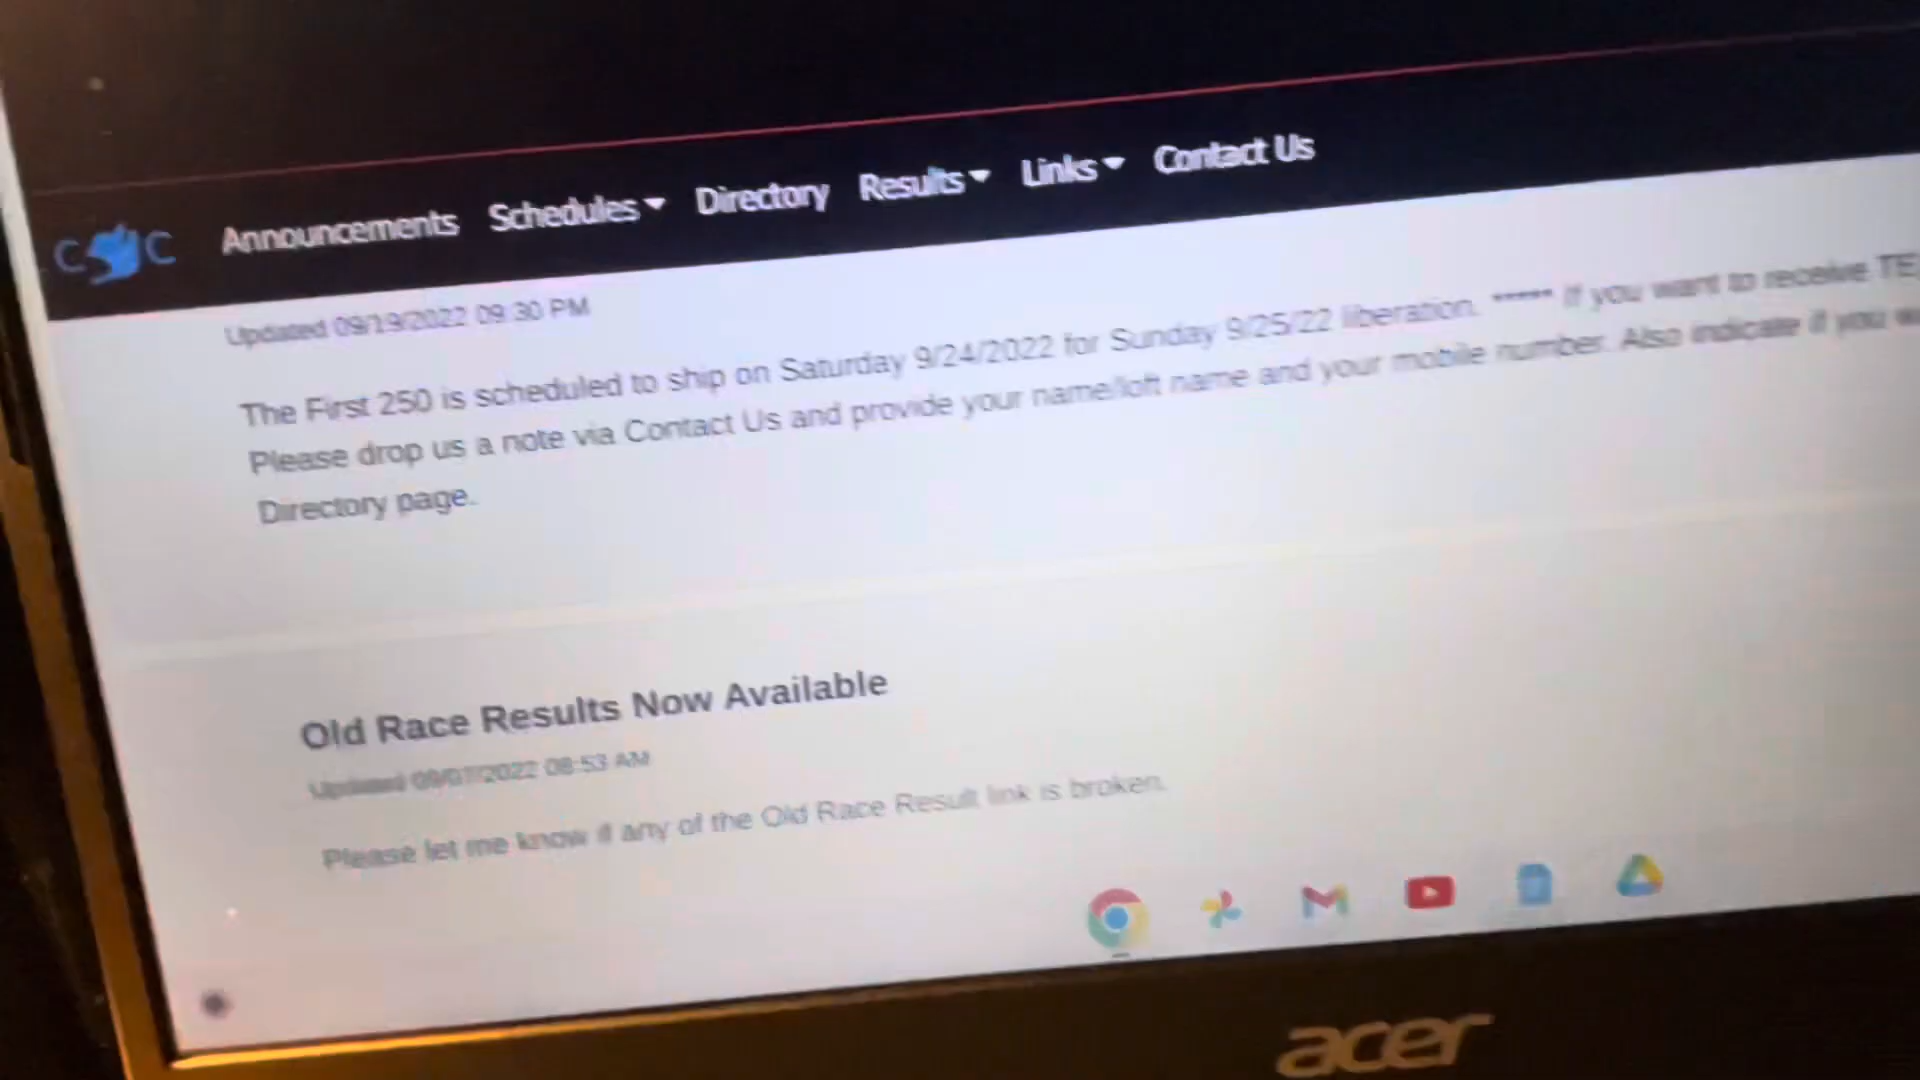 C C Announcements Schedules Directory Results Links Contact Us
Updated 09/19/2022 09:30 PM
The First 250 is scheduled to ship on Saturday 9/24/2022 for Sunday 9/25/22 liberation. ***** If you want to receive
Please drop us a note via Contact Us and provide your name/loft name and your mobile number. Also indicate if you
Directory page.
Old Race Results Now Available
Updated 08:53 AM
Please let me know if any of the Old Race Result link is broken.
acer